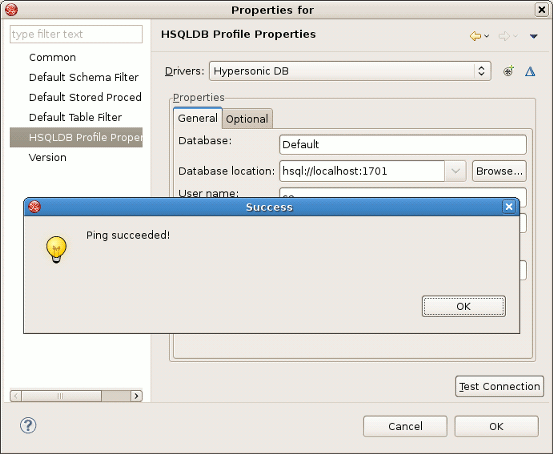 Properties for
type filter text
Common
Default Schema Filter
Default Stored Proced
Default Table Filter
HSQLDB Profile Proper
Version
HSQLDB Profile Properties
Drivers: Hypersonic DB
Properties
General Optional
Database: Default
Database location: hsql://localhost:1701 Browse...
User name:
Success
Ping succeeded!
OK
Test Connection
Cancel OK